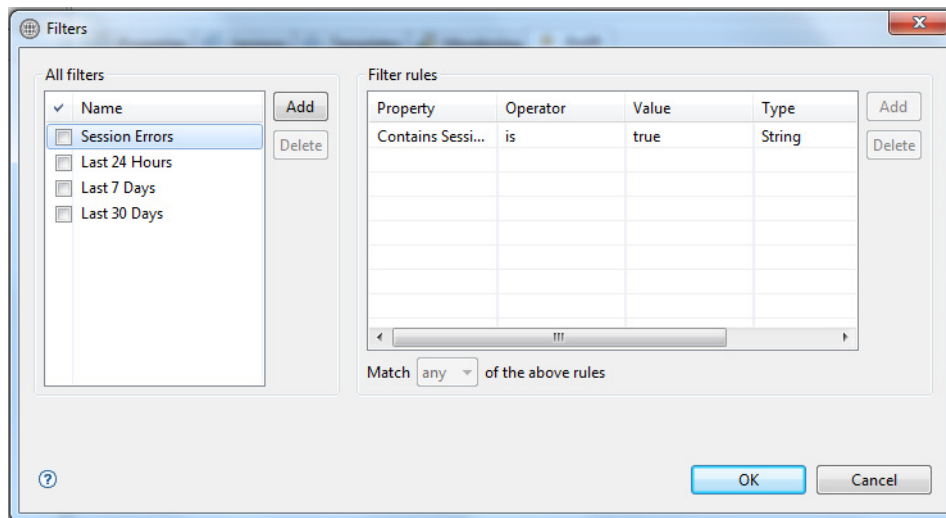 Filters
All filters
Name
Add
Session Errors
Delete
Last 24 Hours
Last 7 Days
Last 30 Days
Filter rules
Property Operator Value Type
Add
Contains Sessi... is true String
Delete
Match any of the above rules
OK Cancel